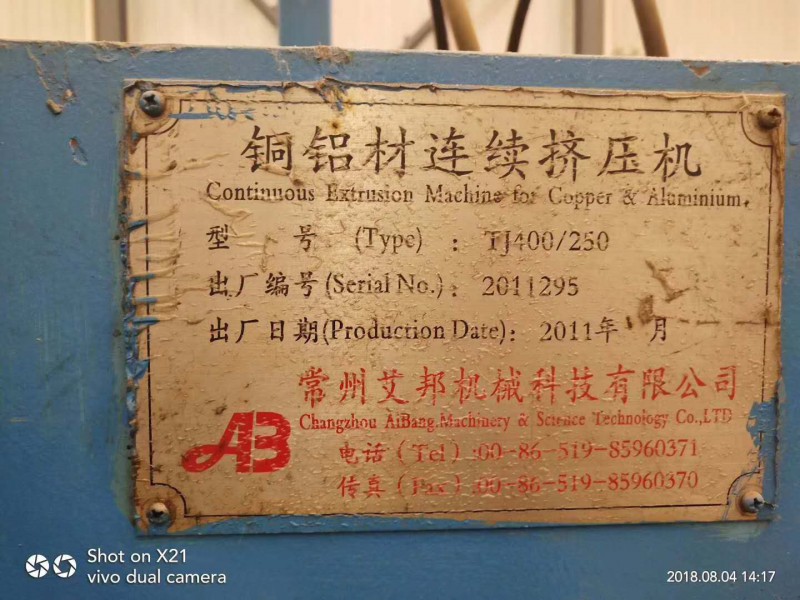 铜铝材连续挤压机
Continuous Extrusion Machine for Copper & Aluminium.
型 号 (Type) : TJ400/250
出厂编号(Serial No.): 2011295
出厂日期(Production Date): 2011年 月
常州艾邦机械科技有限公司
AB
Changzhou AiBang.Machinery & Science Technology Co.,LTD
电话(Tel):00-86-519-85960371
传真(Fax):00-86-519-85960370
Shot on X21
vivo dual camera
2018.08.04 14:17